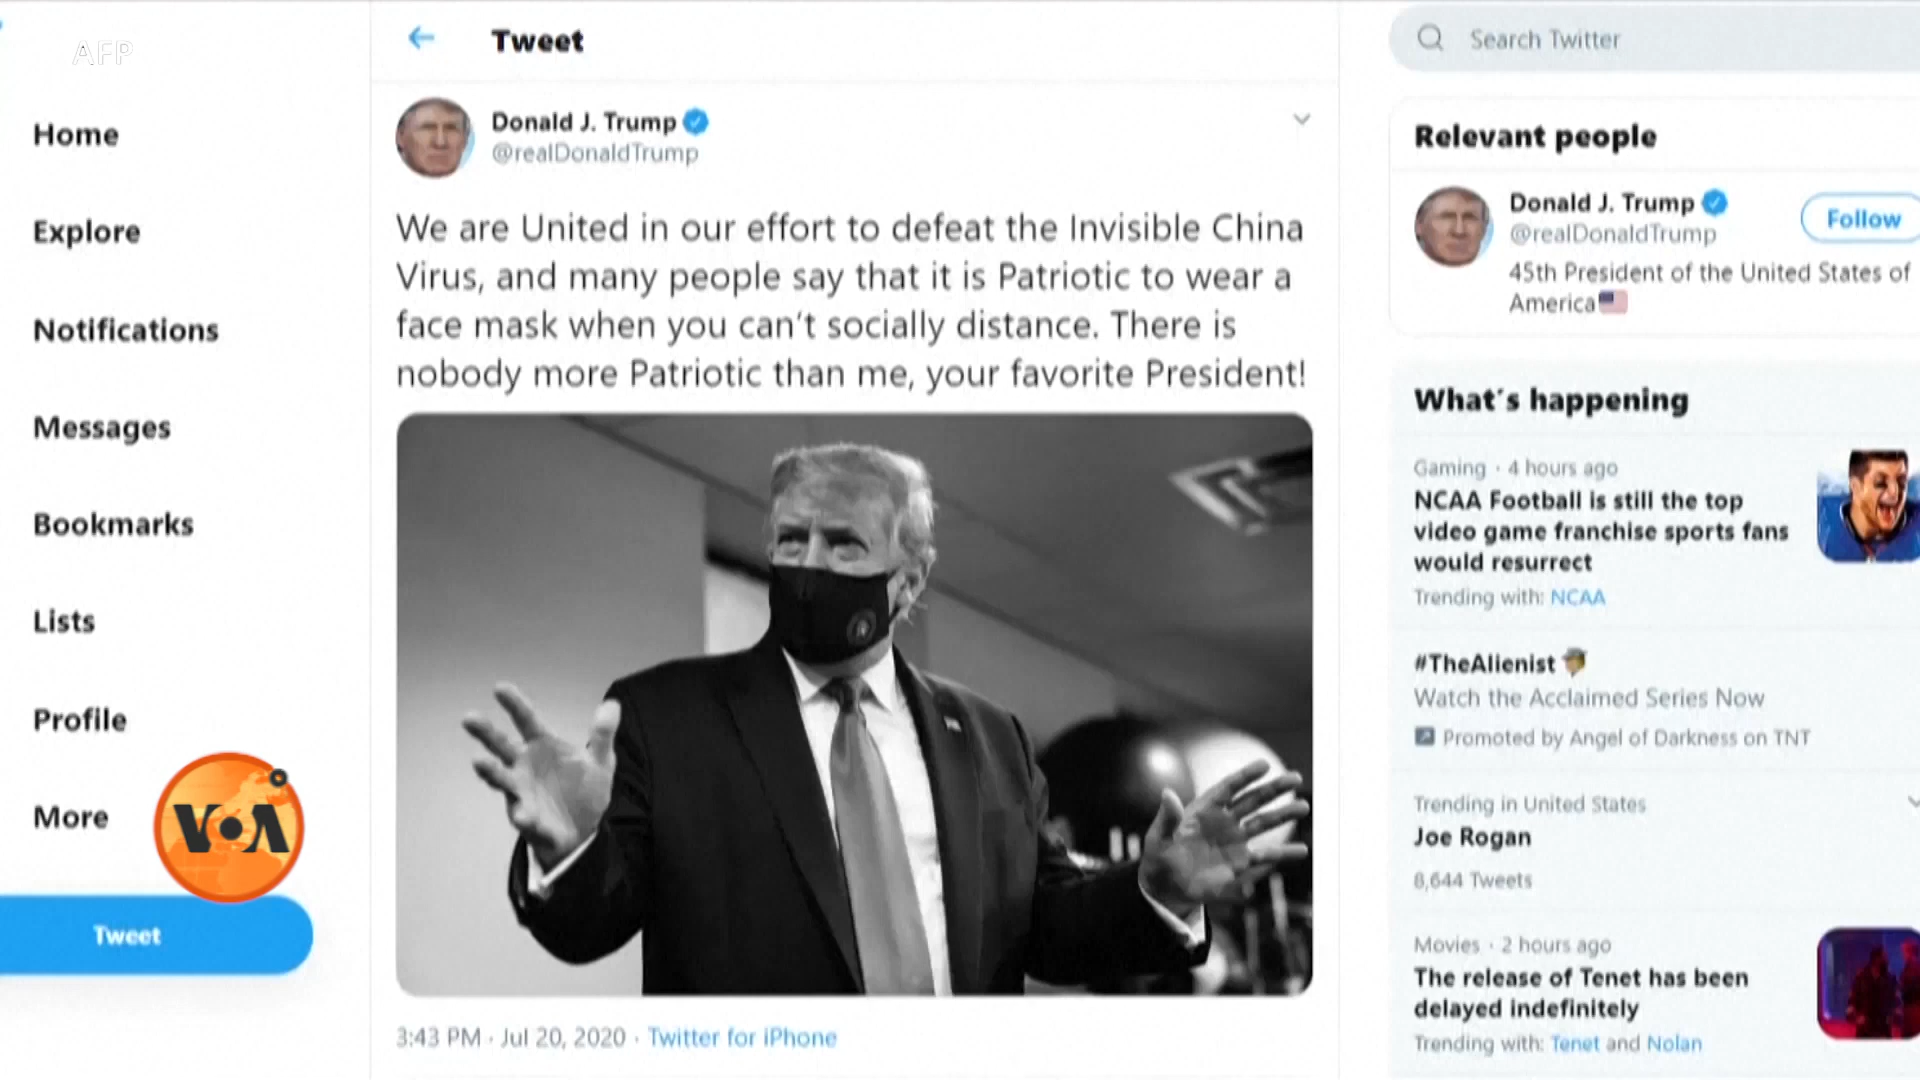 AFP
Home
Explore
Notifications
Messages
Bookmarks
Lists
Profile
More
VOA
Tweet
Tweet
Donald J. Trump
@realDonaldTrump
We are United in our effort to defeat the Invisible China
Virus, and many people say that it is Patriotic to wear a
face mask when you can't socially distance. There is
nobody more Patriotic than me, your favorite President!
3:43 PM · Jul 20, 2020 · Twitter for iPhone
Search Twitter
Relevant people
Donald J. Trump
@realDonaldTrump
Follow
45th President of the United States of
America
What´s happening
Gaming · 4 hours ago
NCAA Football is still the top
video game franchise sports fans
would resurrect
Trending with: NCAA
#TheAlienist
Watch the Acclaimed Series Now
Promoted by Angel of Darkness on TNT
Trending in United States
Joe Rogan
8,644 Tweets
Movies · 2 hours ago
The release of Tenet has been
delayed indefinitely
Trending with: Tenet and Nolan